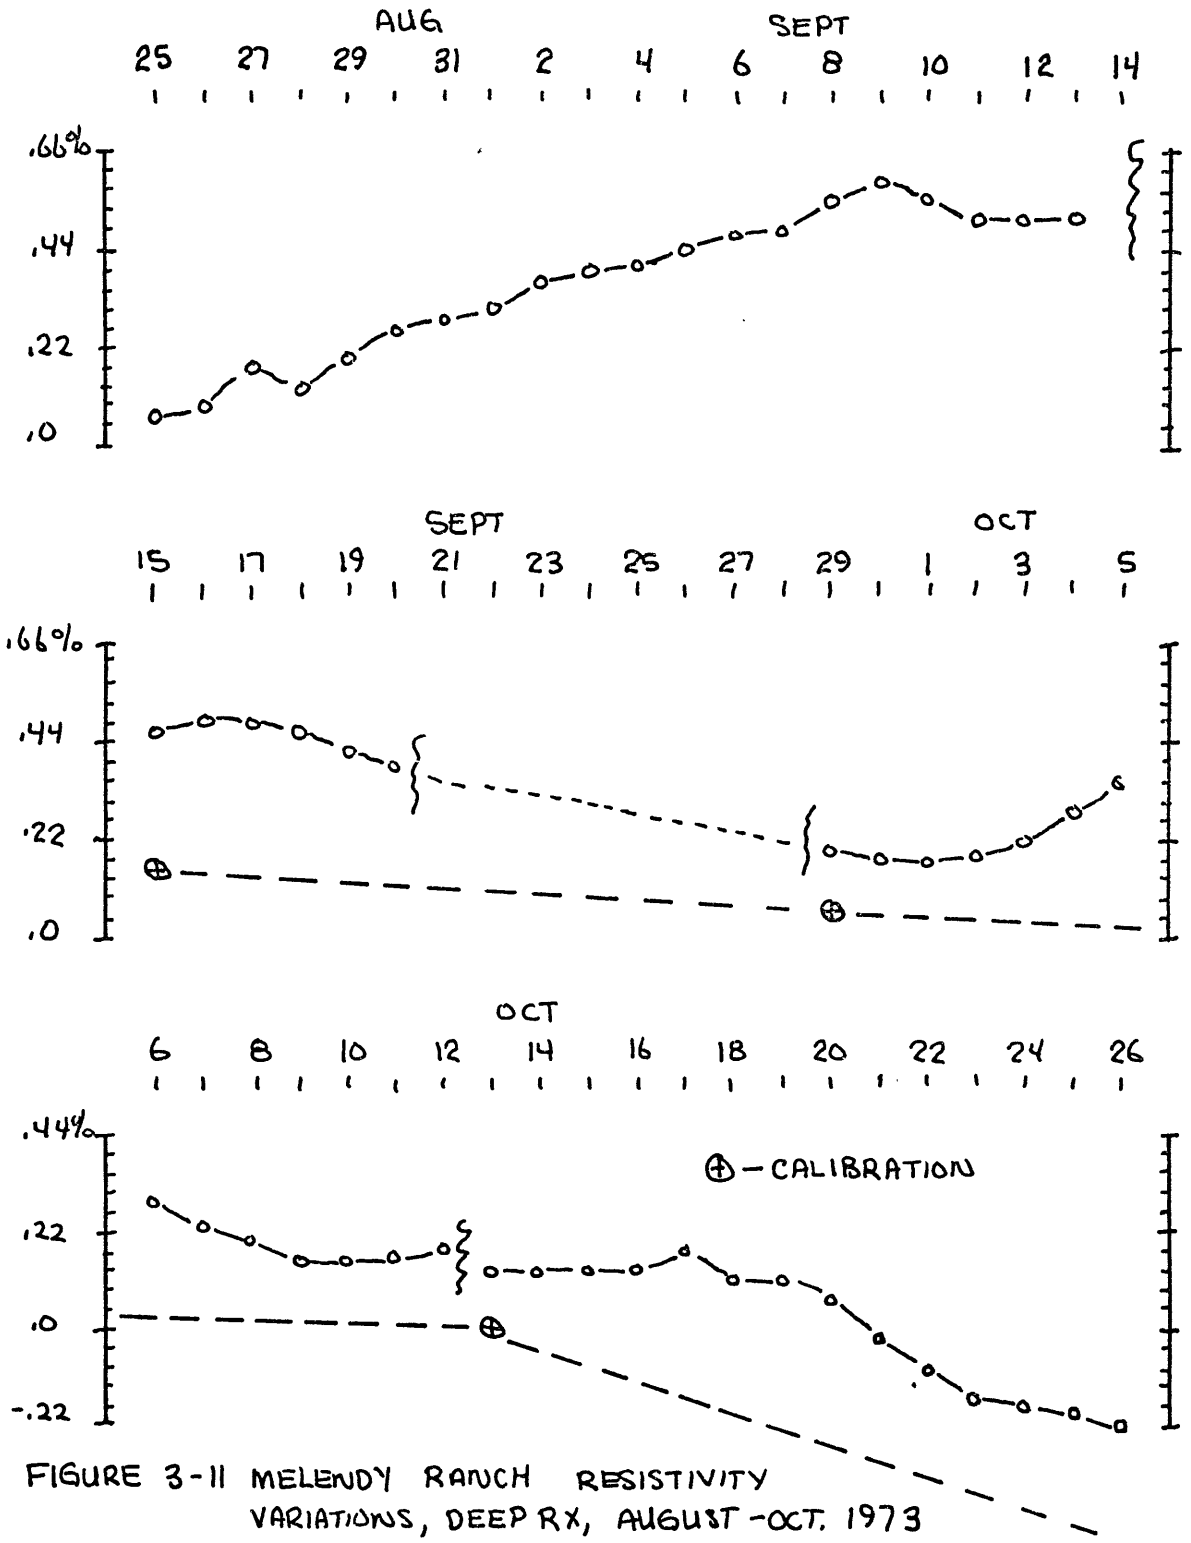 AUG SEPT
25 27 29 31 2 4 6 8 10 12 14
.66%
.44
.22
.0
SEPT OCT
15 17 19 21 23 25 27 29 1 3 5
.66%
.44
.22
.0
OCT
6 8 10 12 14 16 18 20 22 24 26
.44%
⊕ - CALIBRATION
.22
.0
-.22
FIGURE 3-11 MELENDY RANCH RESISTIVITY
VARIATIONS, DEEP RX, AUGUST - OCT. 1973